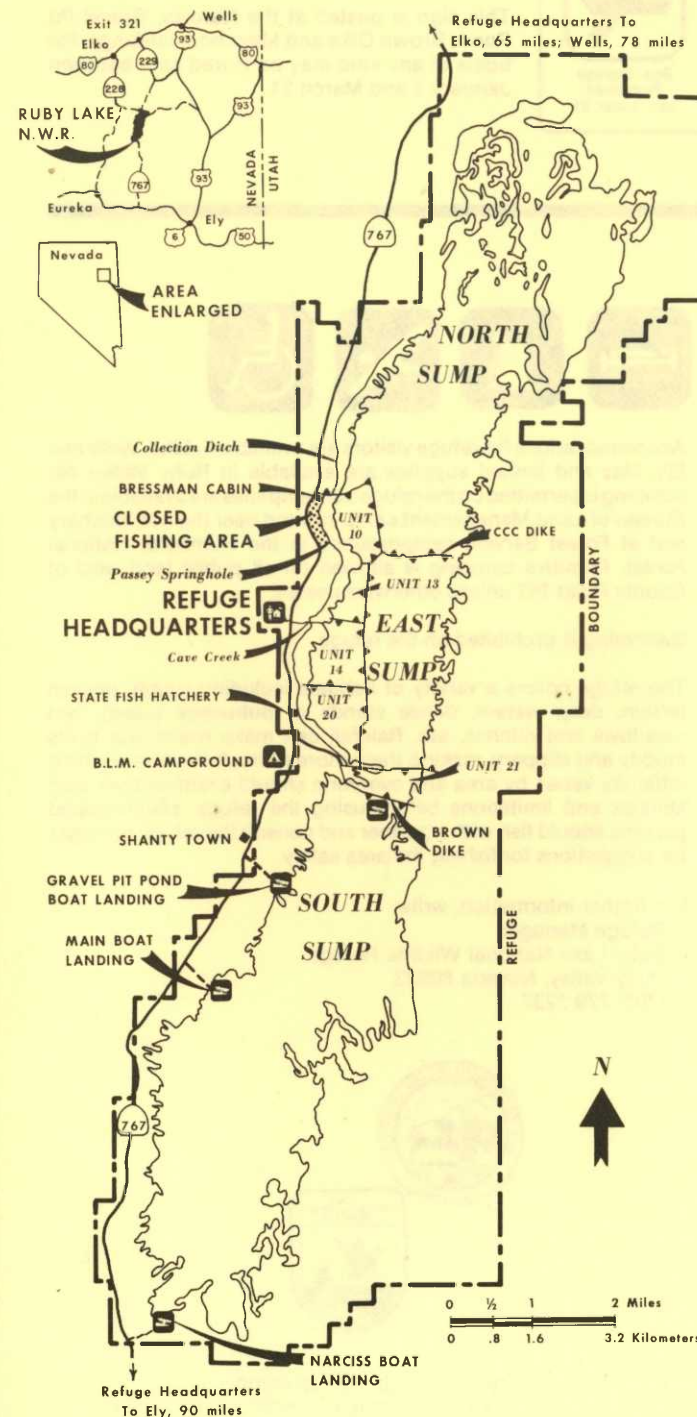 Exit 321
Wells
Elko
93
80
229
80
228
93
RUBY LAKE
N.W.R.
NEVADA
UTAH
767
93
Eureka
Ely
6
50
Refuge Headquarters To
Elko, 65 miles; Wells, 78 miles
Nevada
AREA
ENLARGED
767
NORTH
SUMP
Collection Ditch
BRESSMAN CABIN
CLOSED
FISHING AREA
UNIT
10
CCC DIKE
Passey Springhole
UNIT 13
REFUGE
HEADQUARTERS
EAST
SUMP
BOUNDARY
Cave Creek
UNIT
14
STATE FISH HATCHERY
UNIT
20
B.L.M. CAMPGROUND
UNIT 21
SHANTY TOWN
BROWN
DIKE
GRAVEL PIT POND
BOAT LANDING
SOUTH
SUMP
MAIN BOAT
LANDING
REFUGE
N
767
0 ½ 1 2 Miles
0 .8 1.6 3.2 Kilometers
NARCISS BOAT
LANDING
Refuge Headquarters
To Ely, 90 miles